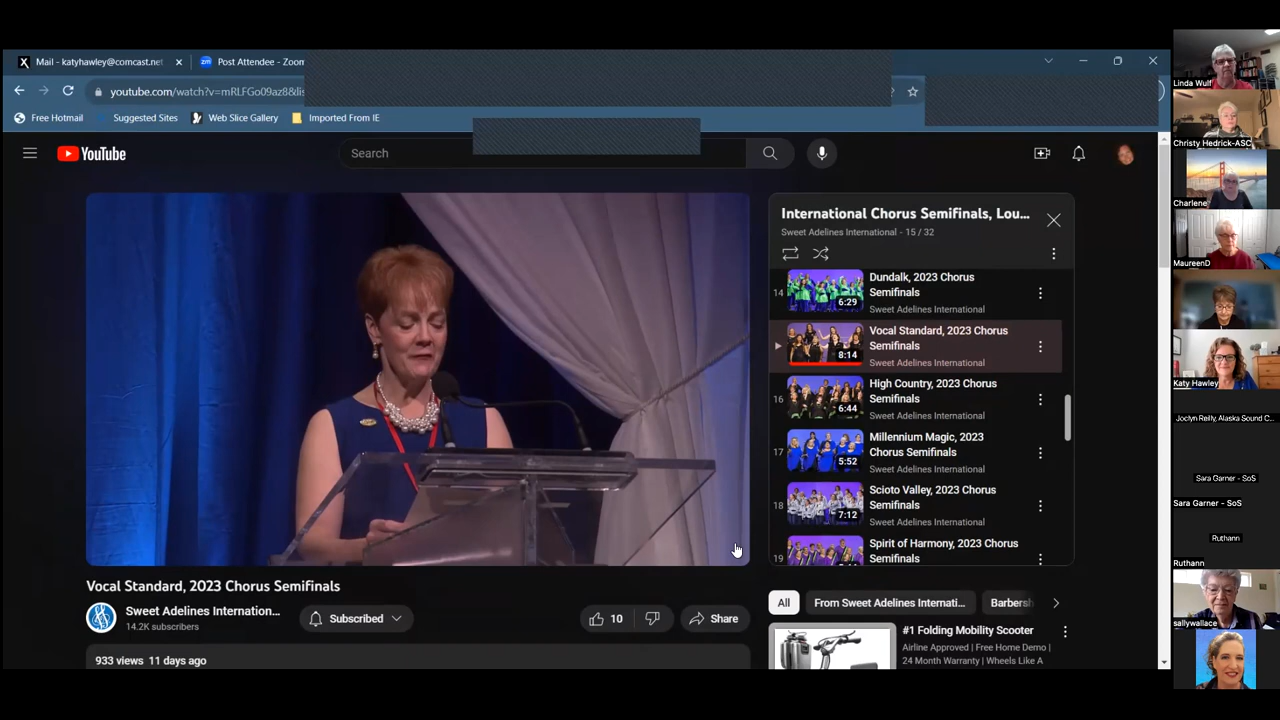 Mail - katyhawley@comcast.net
Post Attendee - Zoom
youtube.com/watch?v=mRLFGo09az8&lis
Free Hotmail
Suggested Sites
Web Slice Gallery
Imported From IE
YouTube
Search
International Chorus Semifinals, Lou...
Sweet Adelines International - 15 / 32
14
6:29
Dundalk, 2023 Chorus
Semifinals
Sweet Adelines International
8:14
Vocal Standard, 2023 Chorus
Semifinals
Sweet Adelines International
16
6:44
High Country, 2023 Chorus
Semifinals
Sweet Adelines International
17
5:52
Millennium Magic, 2023
Chorus Semifinals
Sweet Adelines International
18
7:12
Scioto Valley, 2023 Chorus
Semifinals
Sweet Adelines International
19
Spirit of Harmony, 2023 Chorus
Semifinals
Vocal Standard, 2023 Chorus Semifinals
Sweet Adelines Internation...
14.2K subscribers
Subscribed
10
Share
933 views 11 days ago
All
From Sweet Adelines Internati...
Barbersh
#1 Folding Mobility Scooter
Airline Approved | Free Home Demo |
24 Month Warranty | Wheels Like A
Linda Wulf
Christy Hedrick-ASC
Charlene
MaureenD
Katy Hawley
Joclyn Reilly, Alaska Sound C...
Sara Garner - SoS
Sara Garner - SoS
Ruthann
Ruthann
sallywallace